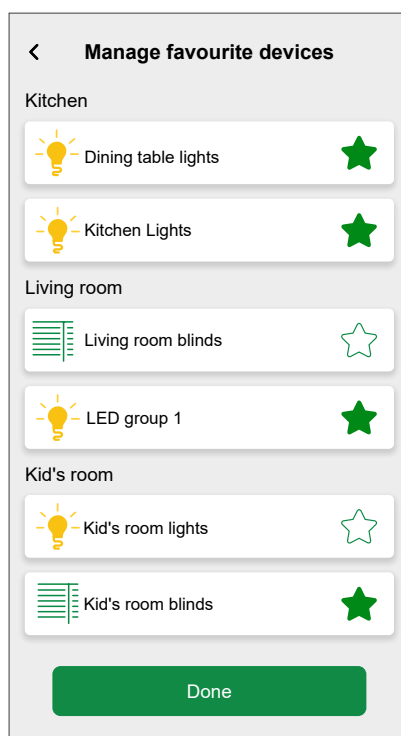 Manage favourite devices
Kitchen
Dining table lights
Kitchen Lights
Living room
Living room blinds
LED group 1
Kid's room
Kid's room lights
Kid's room blinds
Done